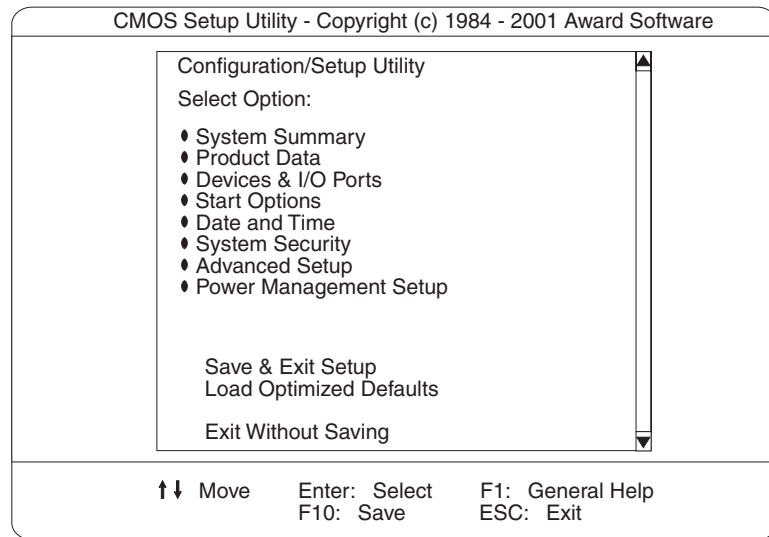 CMOS Setup Utility - Copyright (c) 1984 - 2001 Award Software
Configuration/Setup Utility
Select Option:
System Summary
Product Data
Devices & I/O Ports
Start Options
Date and Time
System Security
Advanced Setup
Power Management Setup
Save & Exit Setup
Load Optimized Defaults
Exit Without Saving
Move Enter: Select F1: General Help
F10: Save ESC: Exit